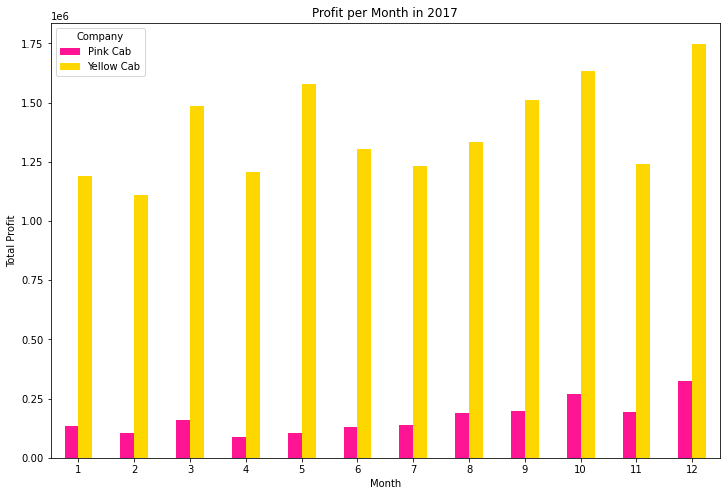 Profit per Month in 2017
1e6
Company
Pink Cab
Yellow Cab
1.75
1.50
1.25
1.00
0.75
0.50
0.25
0.00
Total Profit
1 2 3 4 5 6 7 8 9 10 11 12
Month